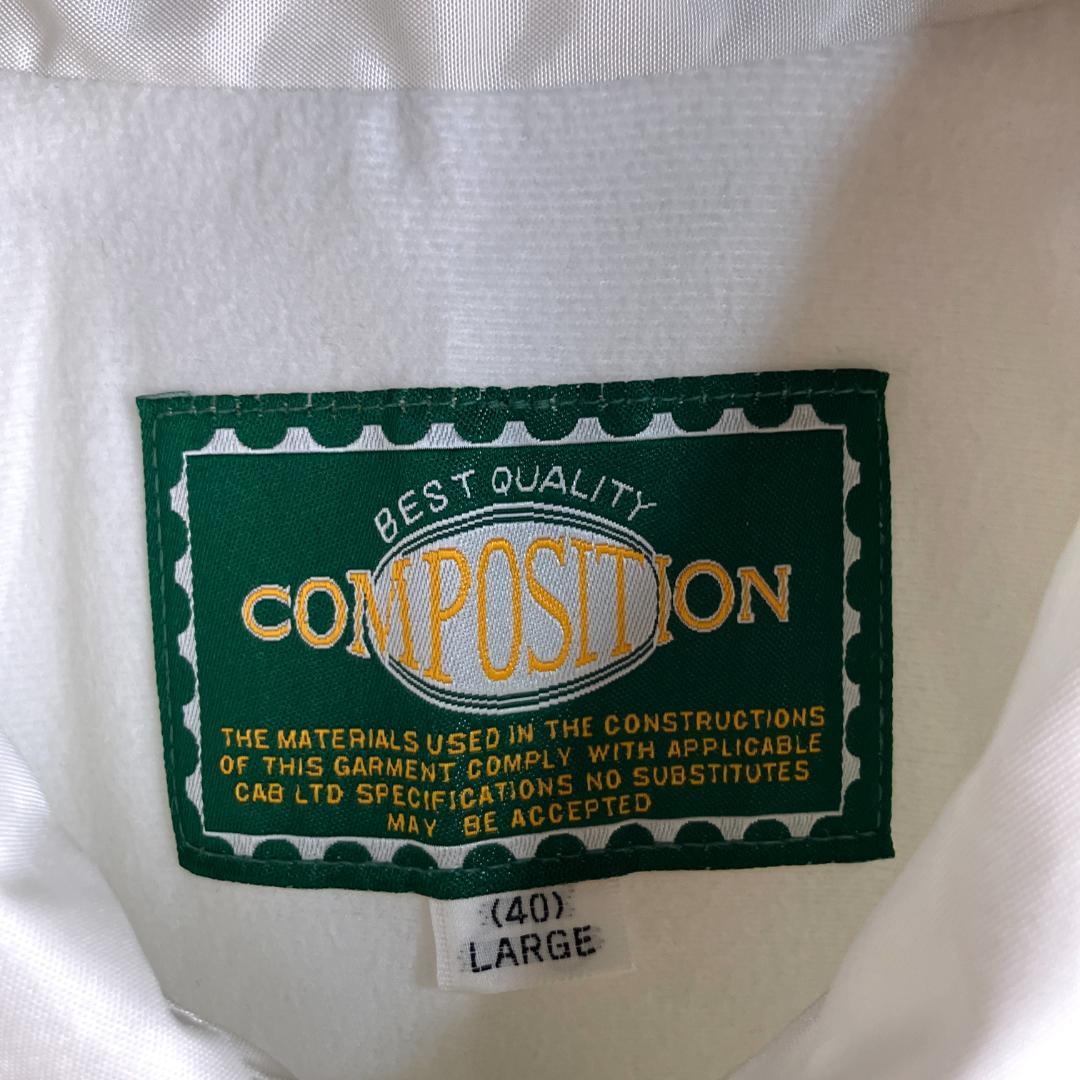 BEST QUALITY
COMPOSITION
THE MATERIALS USED IN THE CONSTRUCTIONS
OF THIS GARMENT COMPLY WITH APPLICABLE
CAB LTD SPECIFICATIONS NO SUBSTITUTES
MAY BE ACCEPTED
(40)
LARGE